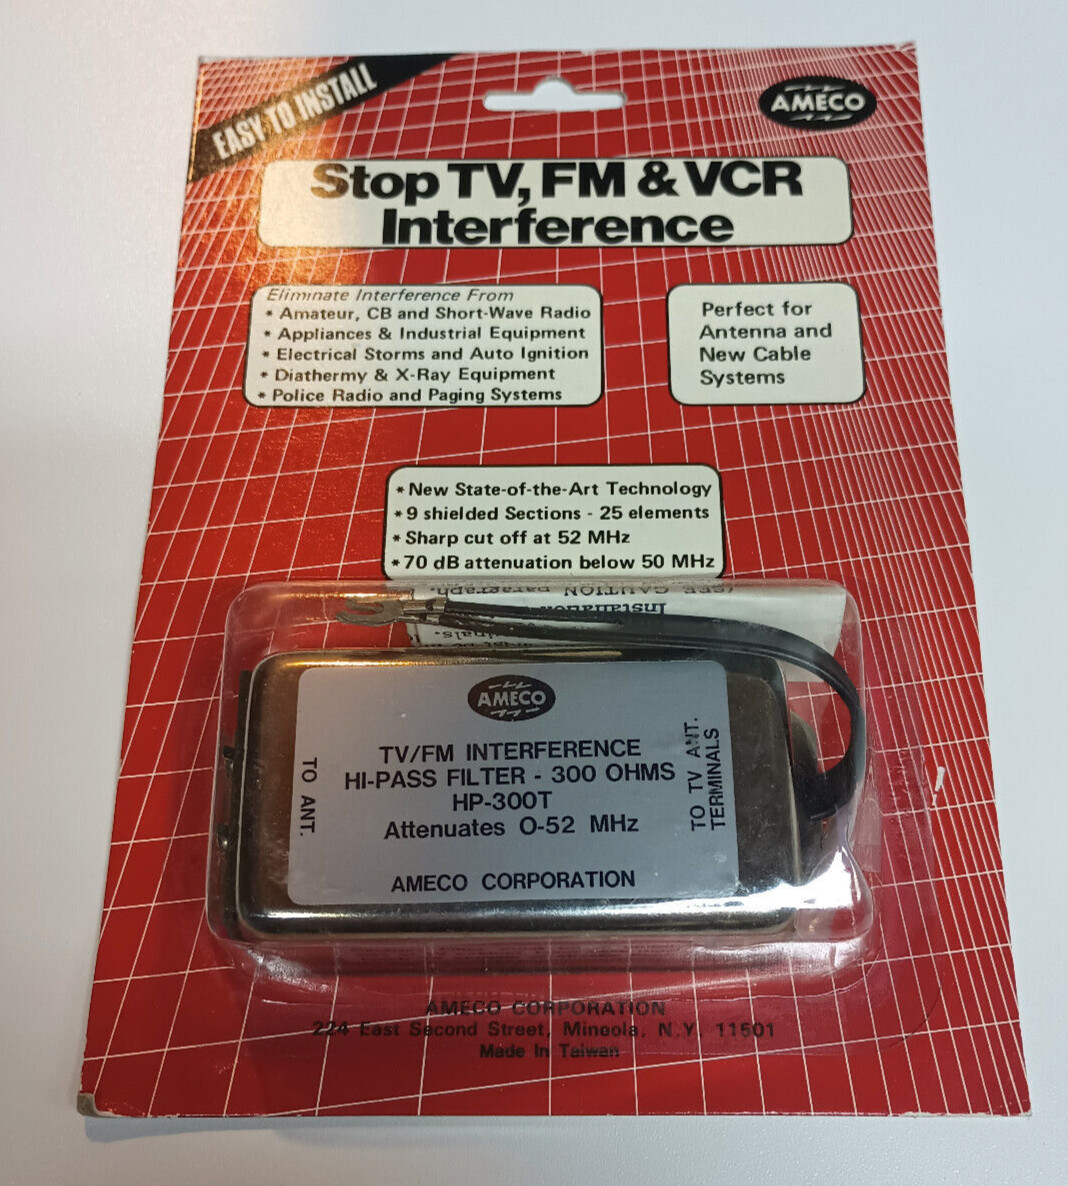 EASY TO INSTALL
AMECO
Stop TV, FM & VCR
Interference
Eliminate Interference From
* Amateur, CB and Short-Wave Radio
* Appliances & Industrial Equipment
* Electrical Storms and Auto Ignition
* Diathermy & X-Ray Equipment
* Police Radio and Paging Systems
Perfect for
Antenna and
New Cable
Systems
* New State-of-the-Art Technology
* 9 shielded Sections - 25 elements
* Sharp cut off at 52 MHz
* 70 dB attenuation below 50 MHz
(SEE CAUTION paragraph.
AMECO
TV/FM INTERFERENCE
HI-PASS FILTER - 300 OHMS
HP-300T
Attenuates 0-52 MHz
AMECO CORPORATION
TO ANT.
TO TV ANT.
TERMINALS
AMECO CORPORATION
224 East Second Street, Mineola, N.Y. 11501
Made In Taiwan